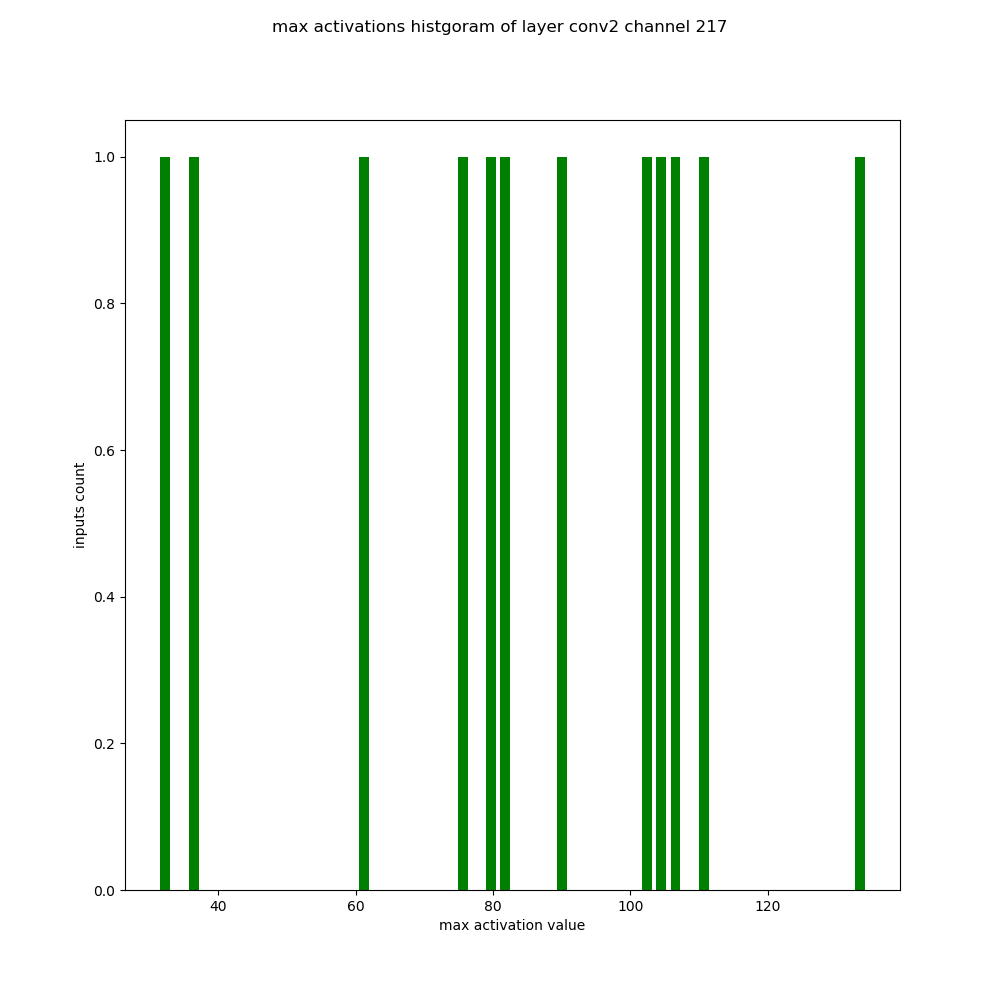 max activations histgoram of layer conv2 channel 217
1.0
0.8
0.6
0.4
0.2
0.0
inputs count
40 60 80 100 120
max activation value